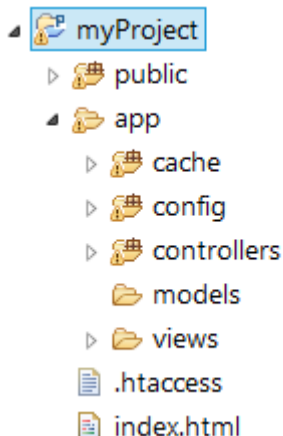 myProject
public
app
cache
config
controllers
models
views
.htaccess
index.html